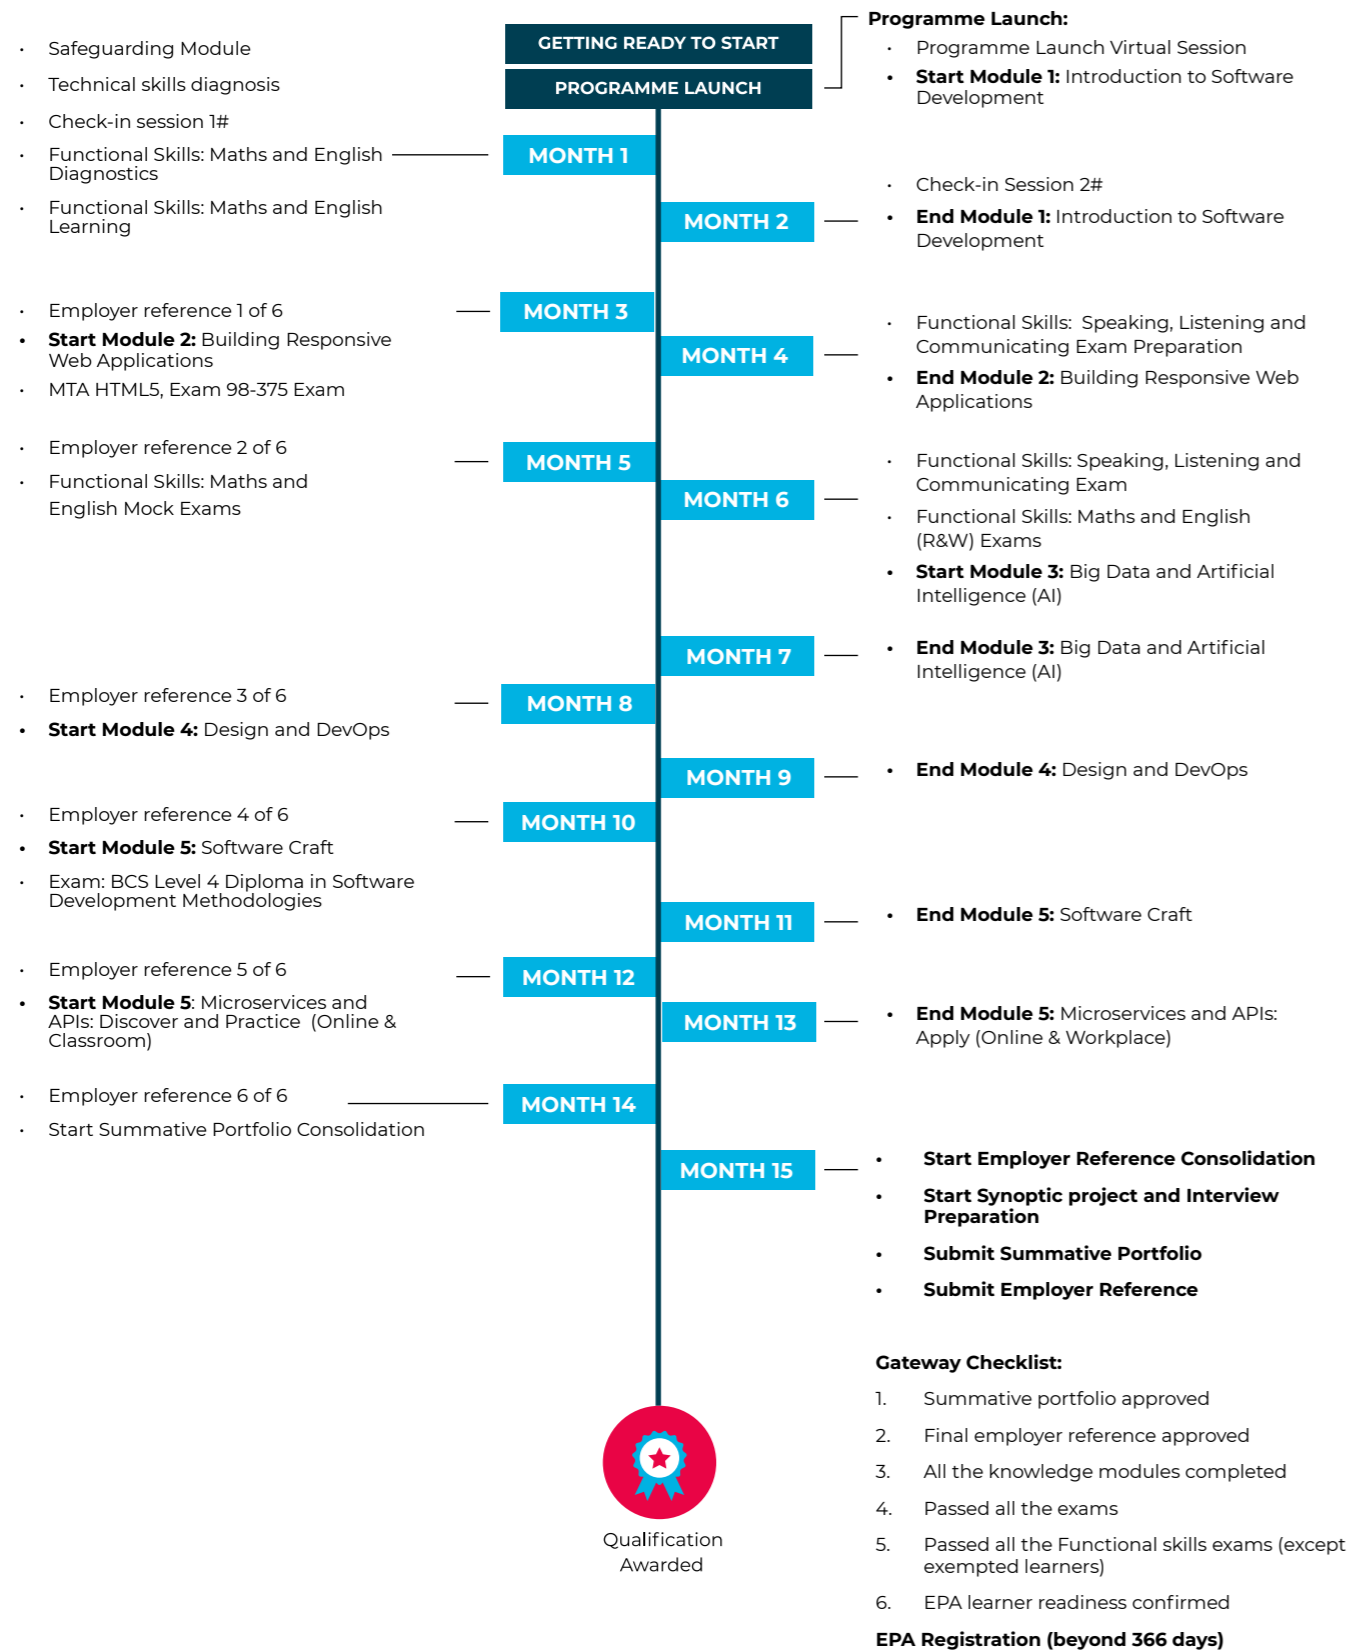 GETTING READY TO START
PROGRAMME LAUNCH
Programme Launch:
· Programme Launch Virtual Session
• Start Module 1: Introduction to Software
Development
· Safeguarding Module
· Technical skills diagnosis
· Check-in session 1#
· Functional Skills: Maths and English
Diagnostics
· Functional Skills: Maths and English
Learning
MONTH 1
MONTH 2
· Check-in Session 2#
• End Module 1: Introduction to Software
Development
· Employer reference 1 of 6
• Start Module 2: Building Responsive
Web Applications
· MTA HTML5, Exam 98-375 Exam
MONTH 3
MONTH 4
· Functional Skills: Speaking, Listening and
Communicating Exam Preparation
• End Module 2: Building Responsive Web
Applications
· Employer reference 2 of 6
· Functional Skills: Maths and
English Mock Exams
MONTH 5
MONTH 6
· Functional Skills: Speaking, Listening and
Communicating Exam
· Functional Skills: Maths and English
(R&W) Exams
• Start Module 3: Big Data and Artificial
Intelligence (AI)
MONTH 7
• End Module 3: Big Data and Artificial
Intelligence (AI)
· Employer reference 3 of 6
• Start Module 4: Design and DevOps
MONTH 8
MONTH 9
• End Module 4: Design and DevOps
· Employer reference 4 of 6
• Start Module 5: Software Craft
· Exam: BCS Level 4 Diploma in Software
Development Methodologies
MONTH 10
MONTH 11
• End Module 5: Software Craft
· Employer reference 5 of 6
• Start Module 5: Microservices and
APIs: Discover and Practice (Online &
Classroom)
MONTH 12
MONTH 13
• End Module 5: Microservices and APIs:
Apply (Online & Workplace)
· Employer reference 6 of 6
· Start Summative Portfolio Consolidation
MONTH 14
MONTH 15
• Start Employer Reference Consolidation
• Start Synoptic project and Interview
Preparation
• Submit Summative Portfolio
• Submit Employer Reference
Gateway Checklist:
1. Summative portfolio approved
2. Final employer reference approved
3. All the knowledge modules completed
4. Passed all the exams
5. Passed all the Functional skills exams (except
exempted learners)
6. EPA learner readiness confirmed
EPA Registration (beyond 366 days)
Qualification
Awarded